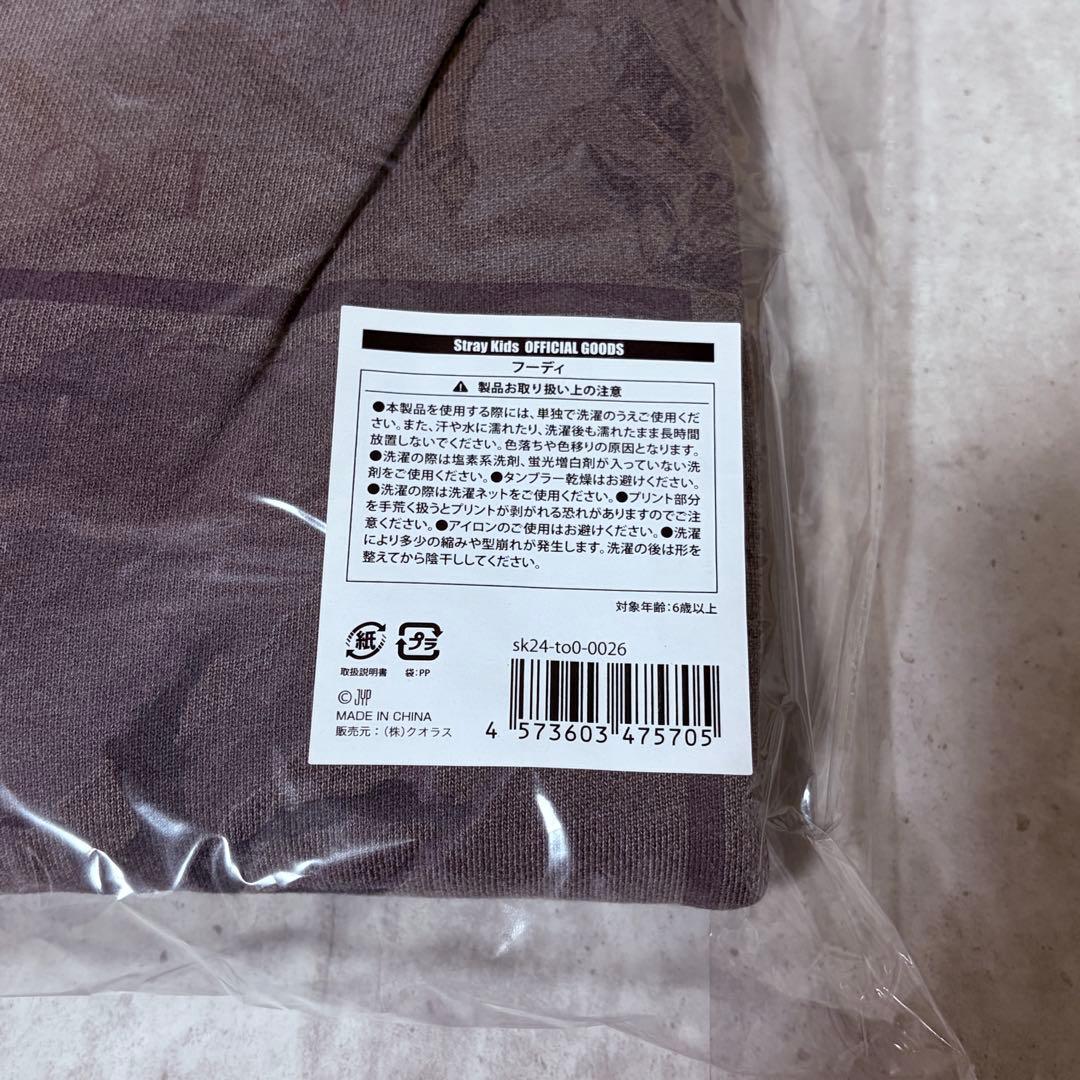 Stray Kids OFFICIAL GOODS
フーディ
製品お取り扱い上の注意
●本製品を使用する際には、単独で洗濯のうえご使用くだ
さい。また、汗や水に濡れたり、洗濯後も濡れたまま長時間
放置しないでください。色落ちや色移りの原因となります。
●洗濯の際は塩素系洗剤、蛍光増白剤が入っていない洗
剤をご使用ください。●タンブラー乾燥はお避けください。
●洗濯の際は洗濯ネットをご使用ください。●プリント部分
を手荒く扱うとプリントが剥がれる恐れがありますのでご注
意ください。●アイロンのご使用はお避けください。●洗濯
により多少の縮みや型崩れが発生します。洗濯の後は形を
整えてから陰干ししてください。
対象年齢:6歳以上
紙 プラ
取扱説明書 袋:PP
sk24-to0-0026
© JYP
MADE IN CHINA
販売元:(株)クオラス
4 573603 475705